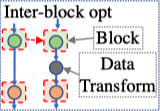 Inter-block opt
Block
Data
Transform